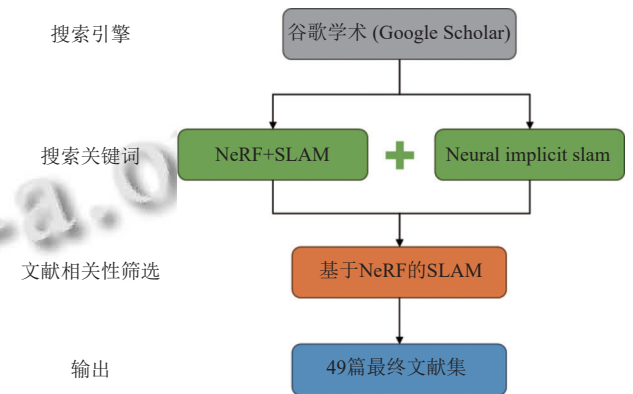 搜索引擎
谷歌学术 (Google Scholar)
搜索关键词
NeRF+SLAM
Neural implicit slam
文献相关性筛选
基于NeRF的SLAM
输出
49篇最终文献集